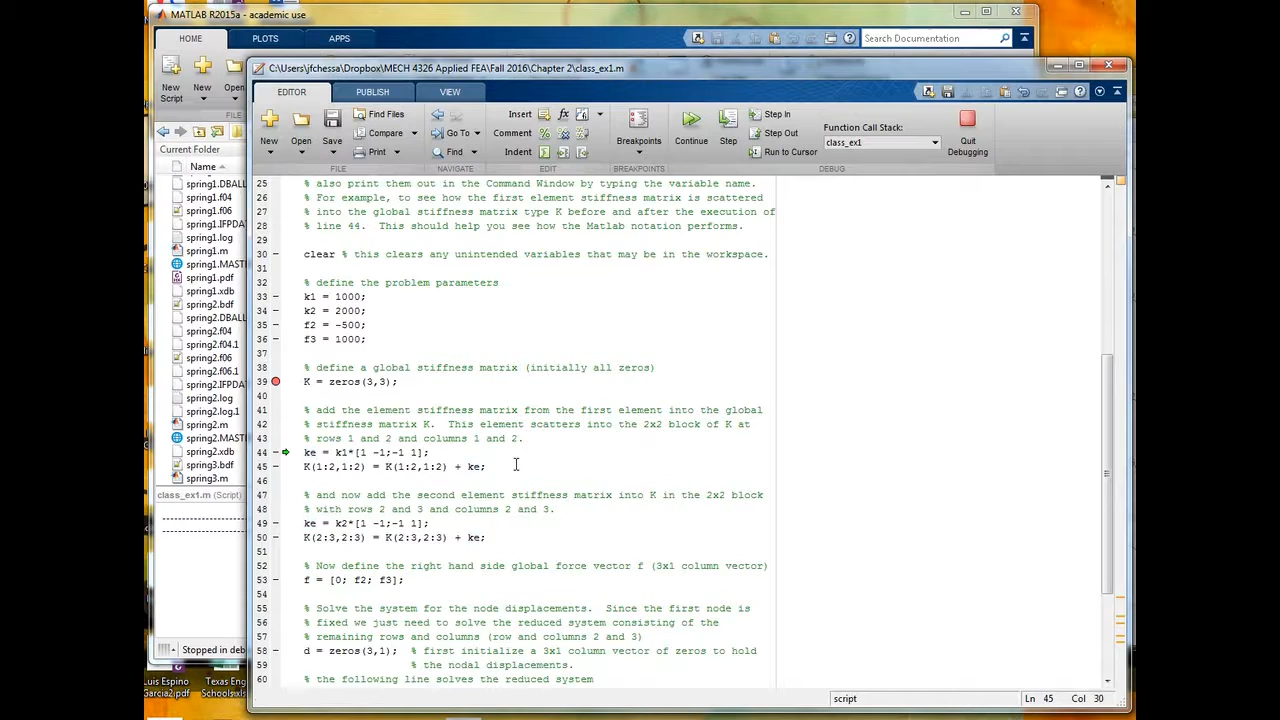 MATLAB R2015a - academic use
HOME PLOTS APPS
Search Documentation
New Script
New
Open
FILE
C:\Users\jfchessa\Dropbox\MECH 4326 Applied FEA\Fall 2016\Chapter 2\class_ex1.m
EDITOR PUBLISH VIEW
New
Open
Save
Find Files
Compare
Print
FILE
Go To
Find
NAVIGATE
Insert
Comment
Indent
EDIT
Breakpoints
BREAKPOINTS
Continue
Step
Step In
Step Out
Run to Cursor
Function Call Stack:
class_ex1
DEBUG
Quit Debugging
Current Folder
Name
spring1.DBALL
spring1.f04
spring1.f06
spring1.IFPDA
spring1.log
spring1.m
spring1.MAST
spring1.pdf
spring1.xdb
spring2.bdf
spring2.DBALL
spring2.f04
spring2.f04.1
spring2.f06
spring2.f06.1
spring2.IFPDA
spring2.log
spring2.log.1
spring2.m
spring2.MAST
spring2.xdb
spring3.bdf
spring3.m
class_ex1.m (Script)
Stopped in deb
Luis Espino Garcia2.pdf
Texas Eng Schools.xls
25 % also print them out in the Command Window by typing the variable name.
26 % For example, to see how the first element stiffness matrix is scattered
27 % into the global stiffness matrix type K before and after the execution of
28 % line 44. This should help you see how the Matlab notation performs.
29
30 clear % this clears any unintended variables that may be in the workspace.
31
32 % define the problem parameters
33 k1 = 1000;
34 k2 = 2000;
35 f2 = -500;
36 f3 = 1000;
37
38 % define a global stiffness matrix (initially all zeros)
39 K = zeros(3,3);
40
41 % add the element stiffness matrix from the first element into the global
42 % stiffness matrix K. This element scatters into the 2x2 block of K at
43 % rows 1 and 2 and columns 1 and 2.
44 ke = k1*[1 -1;-1 1];
45 K(1:2,1:2) = K(1:2,1:2) + ke;
46
47 % and now add the second element stiffness matrix into K in the 2x2 block
48 % with rows 2 and 3 and columns 2 and 3.
49 ke = k2*[1 -1;-1 1];
50 K(2:3,2:3) = K(2:3,2:3) + ke;
51
52 % Now define the right hand side global force vector f (3x1 column vector)
53 f = [0; f2; f3];
54
55 % Solve the system for the node displacements. Since the first node is
56 % fixed we just need to solve the reduced system consisting of the
57 % remaining rows and columns (row and columns 2 and 3)
58 d = zeros(3,1); % first initialize a 3x1 column vector of zeros to hold
59 % the nodal displacements.
60 % the following line solves the reduced system
script
Ln 45 Col 30